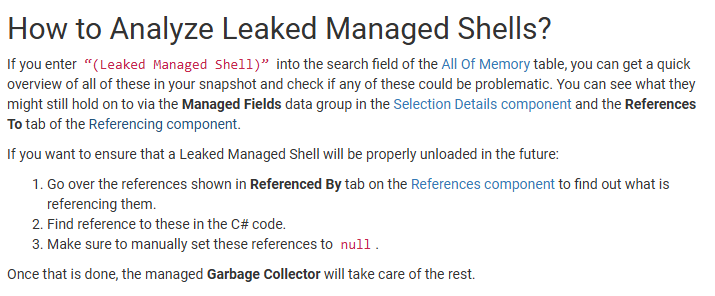 How to Analyze Leaked Managed Shells?
If you enter “(Leaked Managed Shell)” into the search field of the All Of Memory table, you can get a quick
overview of all of these in your snapshot and check if any of these could be problematic. You can see what they
might still hold on to via the Managed Fields data group in the Selection Details component and the References
To tab of the Referencing component.
If you want to ensure that a Leaked Managed Shell will be properly unloaded in the future:
1. Go over the references shown in Referenced By tab on the References component to find out what is
referencing them.
2. Find reference to these in the C# code.
3. Make sure to manually set these references to null .
Once that is done, the managed Garbage Collector will take care of the rest.